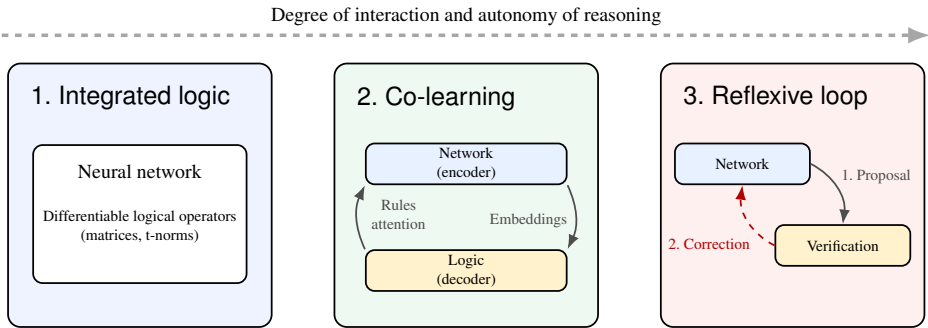 Degree of interaction and autonomy of reasoning
1. Integrated logic
Neural network
Differentiable logical operators
(matrices, t-norms)
2. Co-learning
Network
(encoder)
Rules
attention
Embeddings
Logic
(decoder)
3. Reflexive loop
Network
1. Proposal
2. Correction
Verification